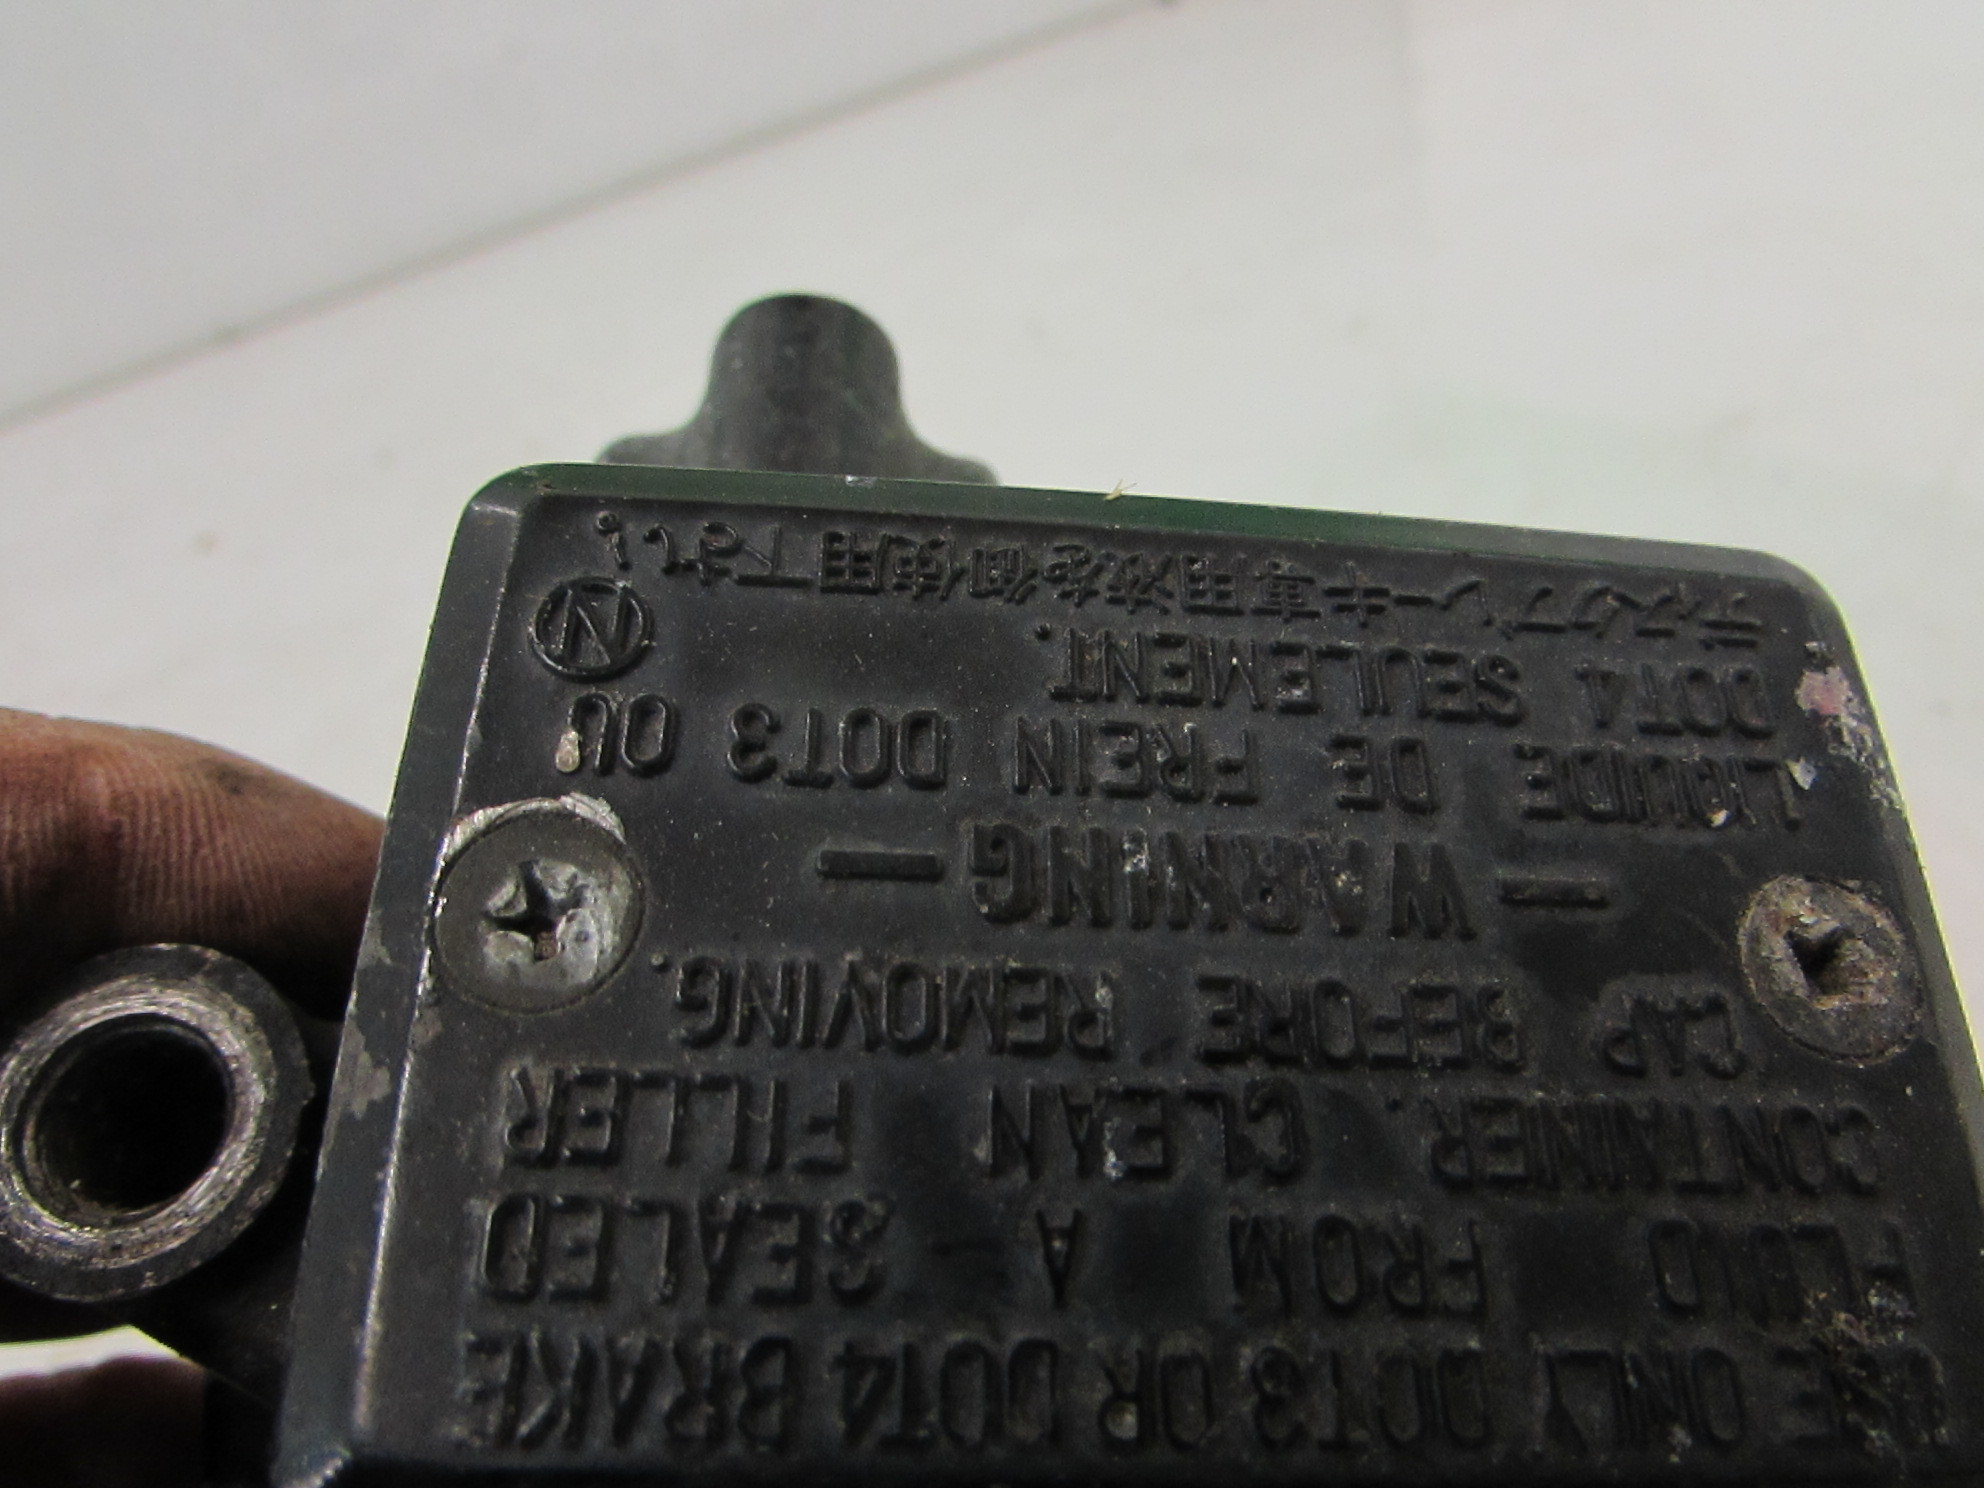 USE ONLY DOT3 OR DOT4 BRAKE
FLUID FROM A SEALED
CONTAINER. CLEAN FILLER
CAP BEFORE REMOVING.
— WARNING —
LIQUIDE DE FREIN DOT3 OU
DOT4 SEULEMENT.
N
ディスクブレーキ専用液を御使用下さい。